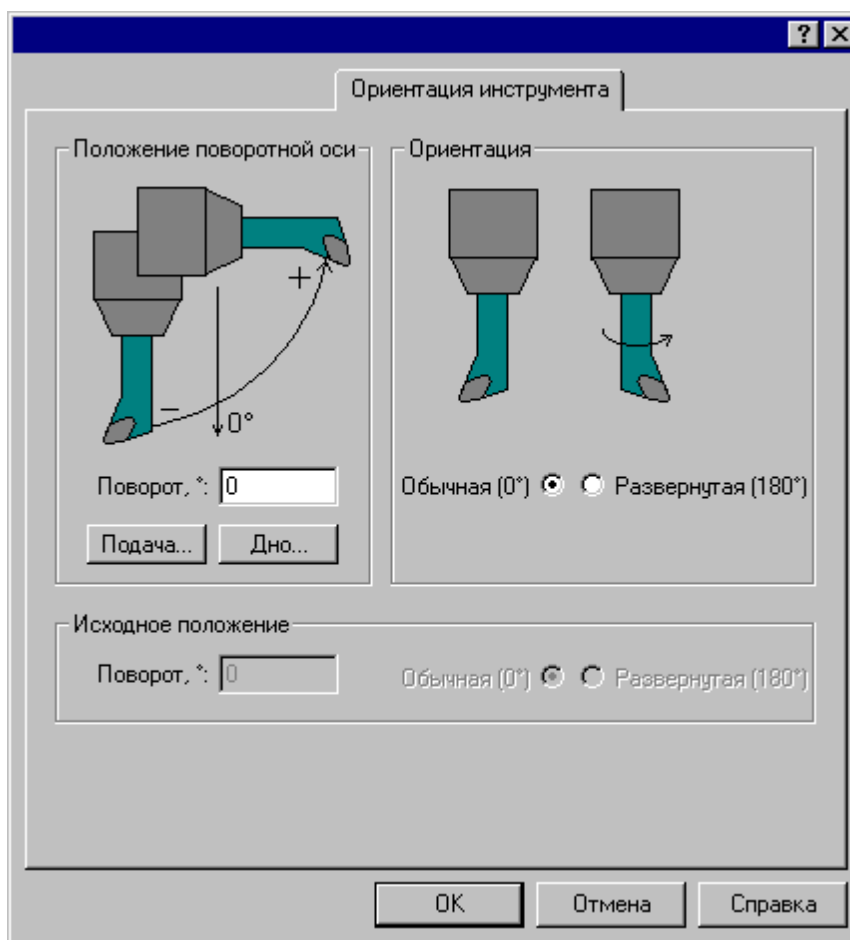 Ориентация инструмента
Положение поворотной оси
Ориентация
+
–
0°
Поворот, °: 0
Обычная (0°) Развернутая (180°)
Подача... Дно...
Исходное положение
Поворот, °: 0
Обычная (0°) Развернутая (180°)
OK Отмена Справка